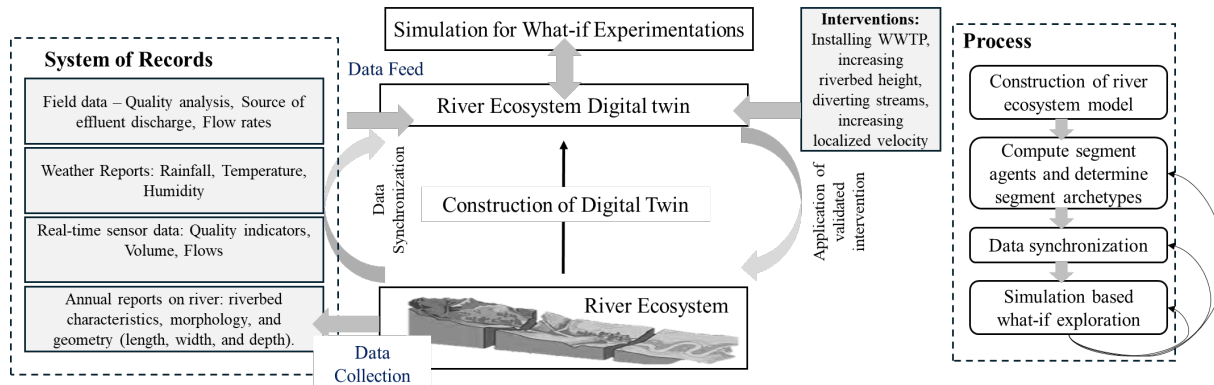 System of Records
Field data – Quality analysis, Source of
effluent discharge, Flow rates
Weather Reports: Rainfall, Temperature,
Humidity
Real-time sensor data: Quality indicators,
Volume, Flows
Annual reports on river: riverbed
characteristics, morphology, and
geometry (length, width, and depth).
Simulation for What-if Experimentations
Data Feed
River Ecosystem Digital twin
Data
Synchronization
Construction of Digital Twin
Application of
validated
intervention
River Ecosystem
Data
Collection
Interventions:
Installing WWTP,
increasing
riverbed height,
diverting streams,
increasing
localized velocity
Process
Construction of river
ecosystem model
Compute segment
agents and determine
segment archetypes
Data synchronization
Simulation based
what-if exploration